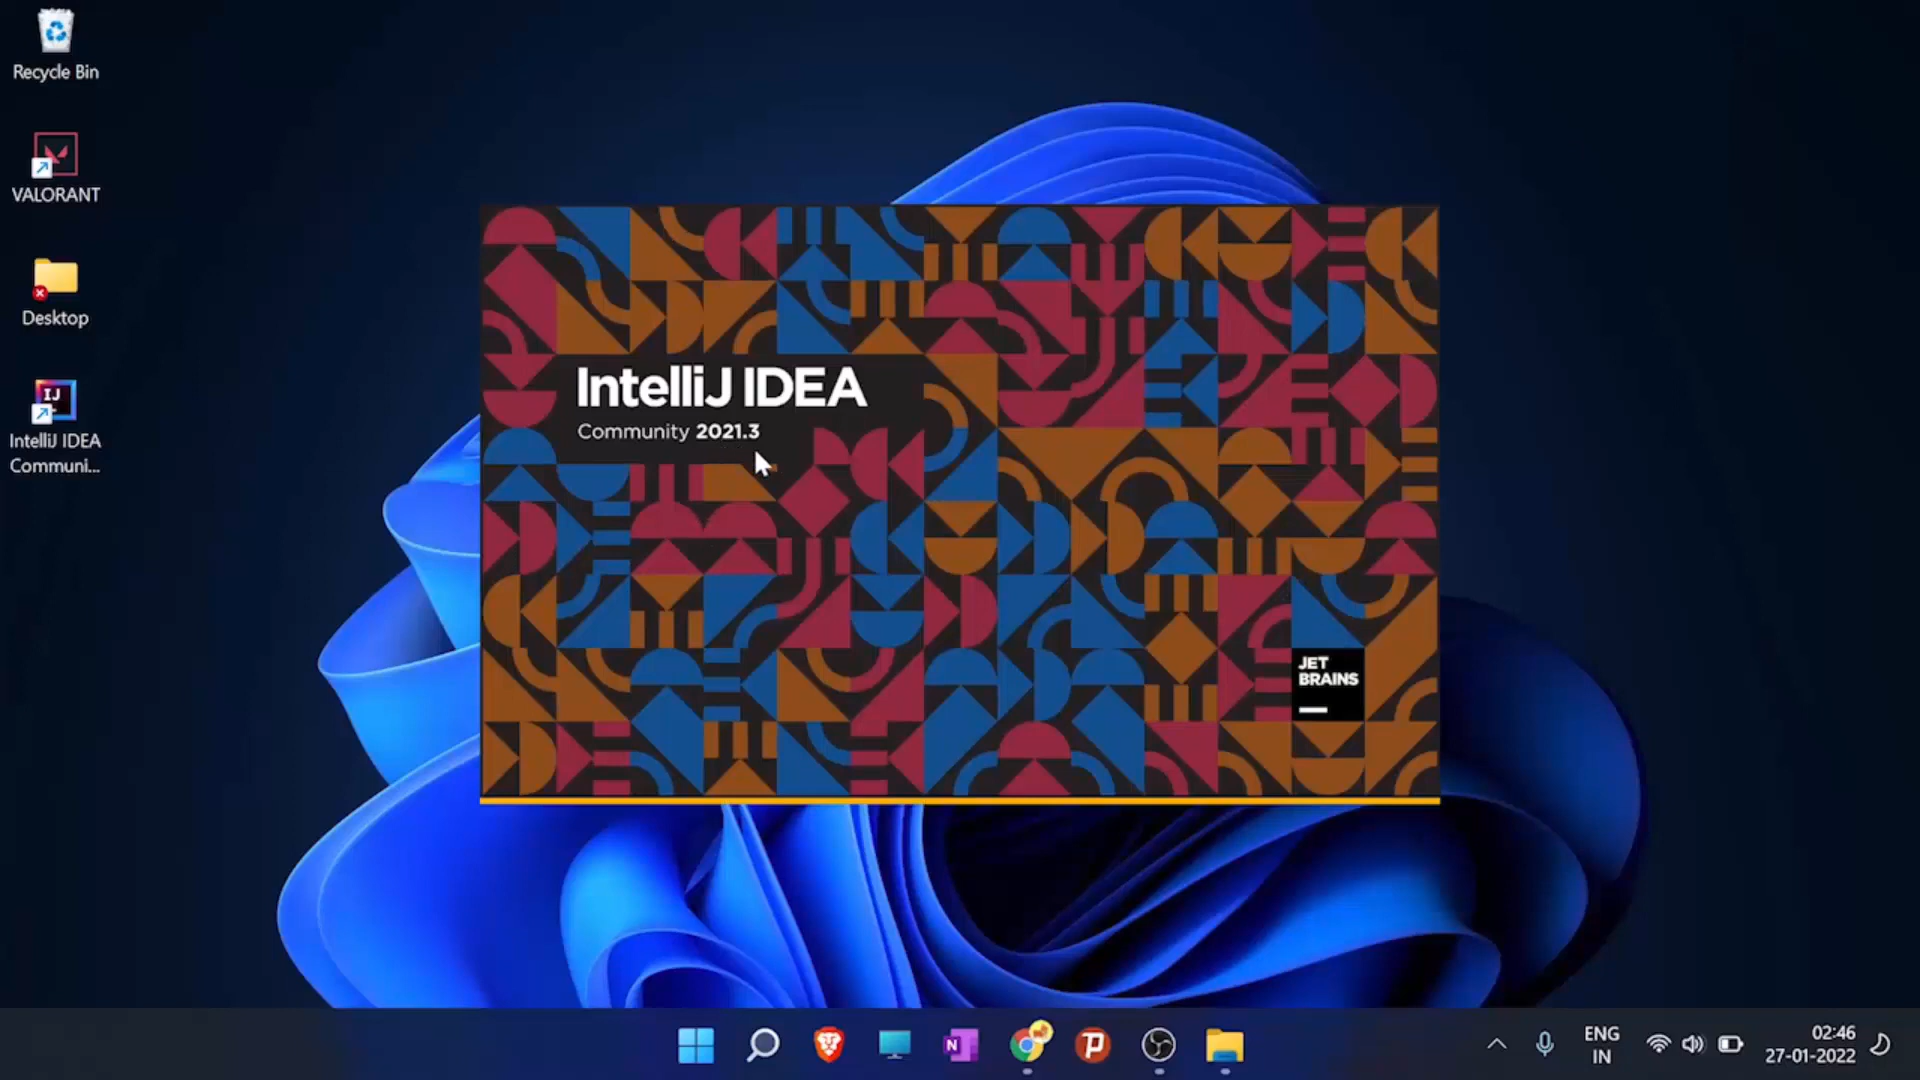 Recycle Bin
VALORANT
Desktop
IJ
IntelliJ IDEA
Communi...
IntelliJ IDEA
Community 2021.3
JET
BRAINS
N
ENG
IN
02:46
27-01-2022